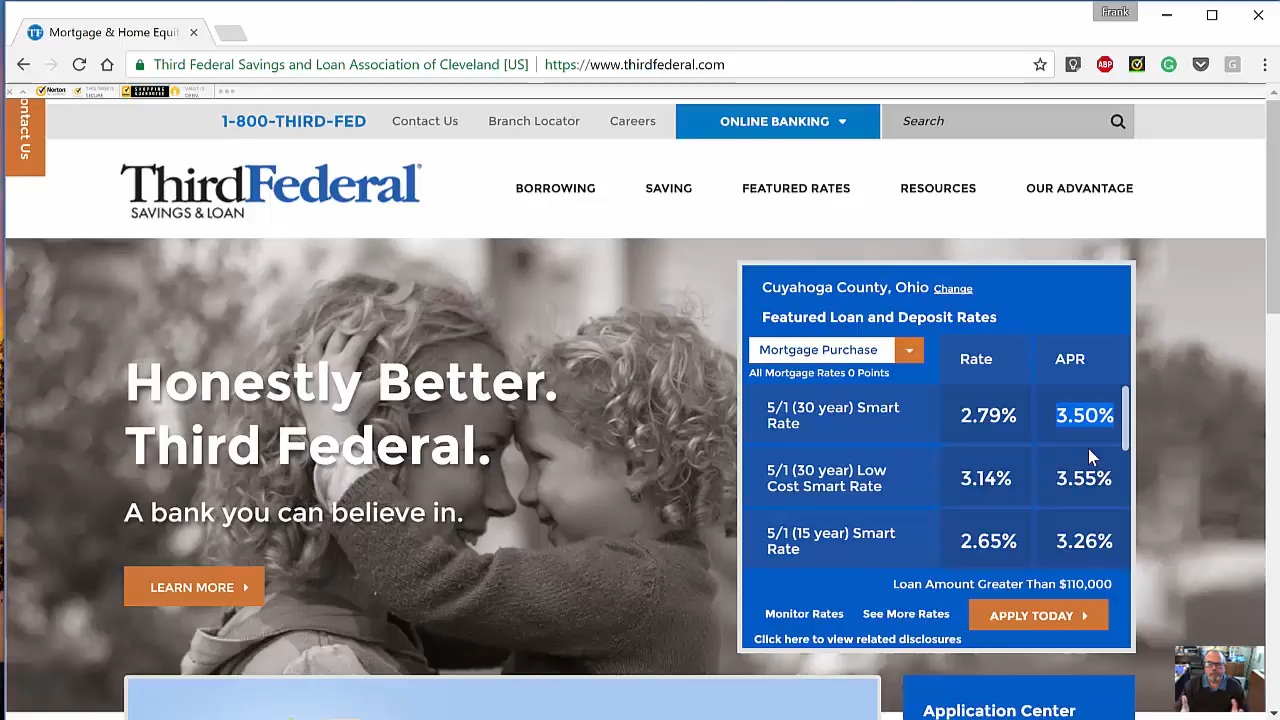 Frank
Mortgage & Home Equit
Third Federal Savings and Loan Association of Cleveland [US]
https://www.thirdfederal.com
ABP
G
G
Norton
SECURE
SHOPPING
GUARANTEE
Contact Us
1-800-THIRD-FED
Contact Us
Branch Locator
Careers
ONLINE BANKING
Search
ThirdFederal
SAVINGS & LOAN
BORROWING
SAVING
FEATURED RATES
RESOURCES
OUR ADVANTAGE
Honestly Better.
Third Federal.
A bank you can believe in.
LEARN MORE
Cuyahoga County, Ohio Change
Featured Loan and Deposit Rates
Mortgage Purchase
All Mortgage Rates 0 Points
Rate
APR
5/1 (30 year) Smart
Rate
2.79%
3.50%
5/1 (30 year) Low
Cost Smart Rate
3.14%
3.55%
5/1 (15 year) Smart
Rate
2.65%
3.26%
Loan Amount Greater Than $110,000
Monitor Rates
See More Rates
APPLY TODAY
Click here to view related disclosures
Application Center